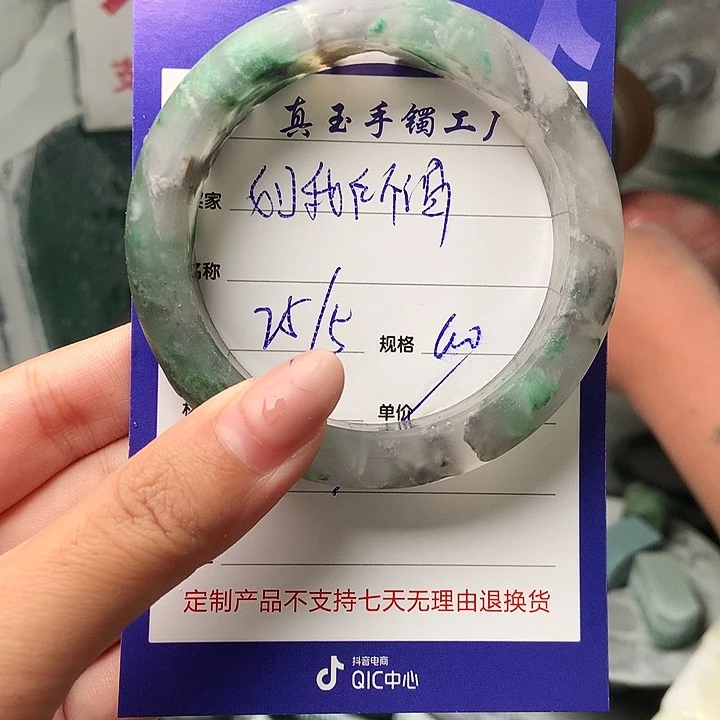 真玉手镯工厂
家
名称
25/5 规格 60
单价
定制产品不支持七天无理由退换货
抖音电商
QIC中心